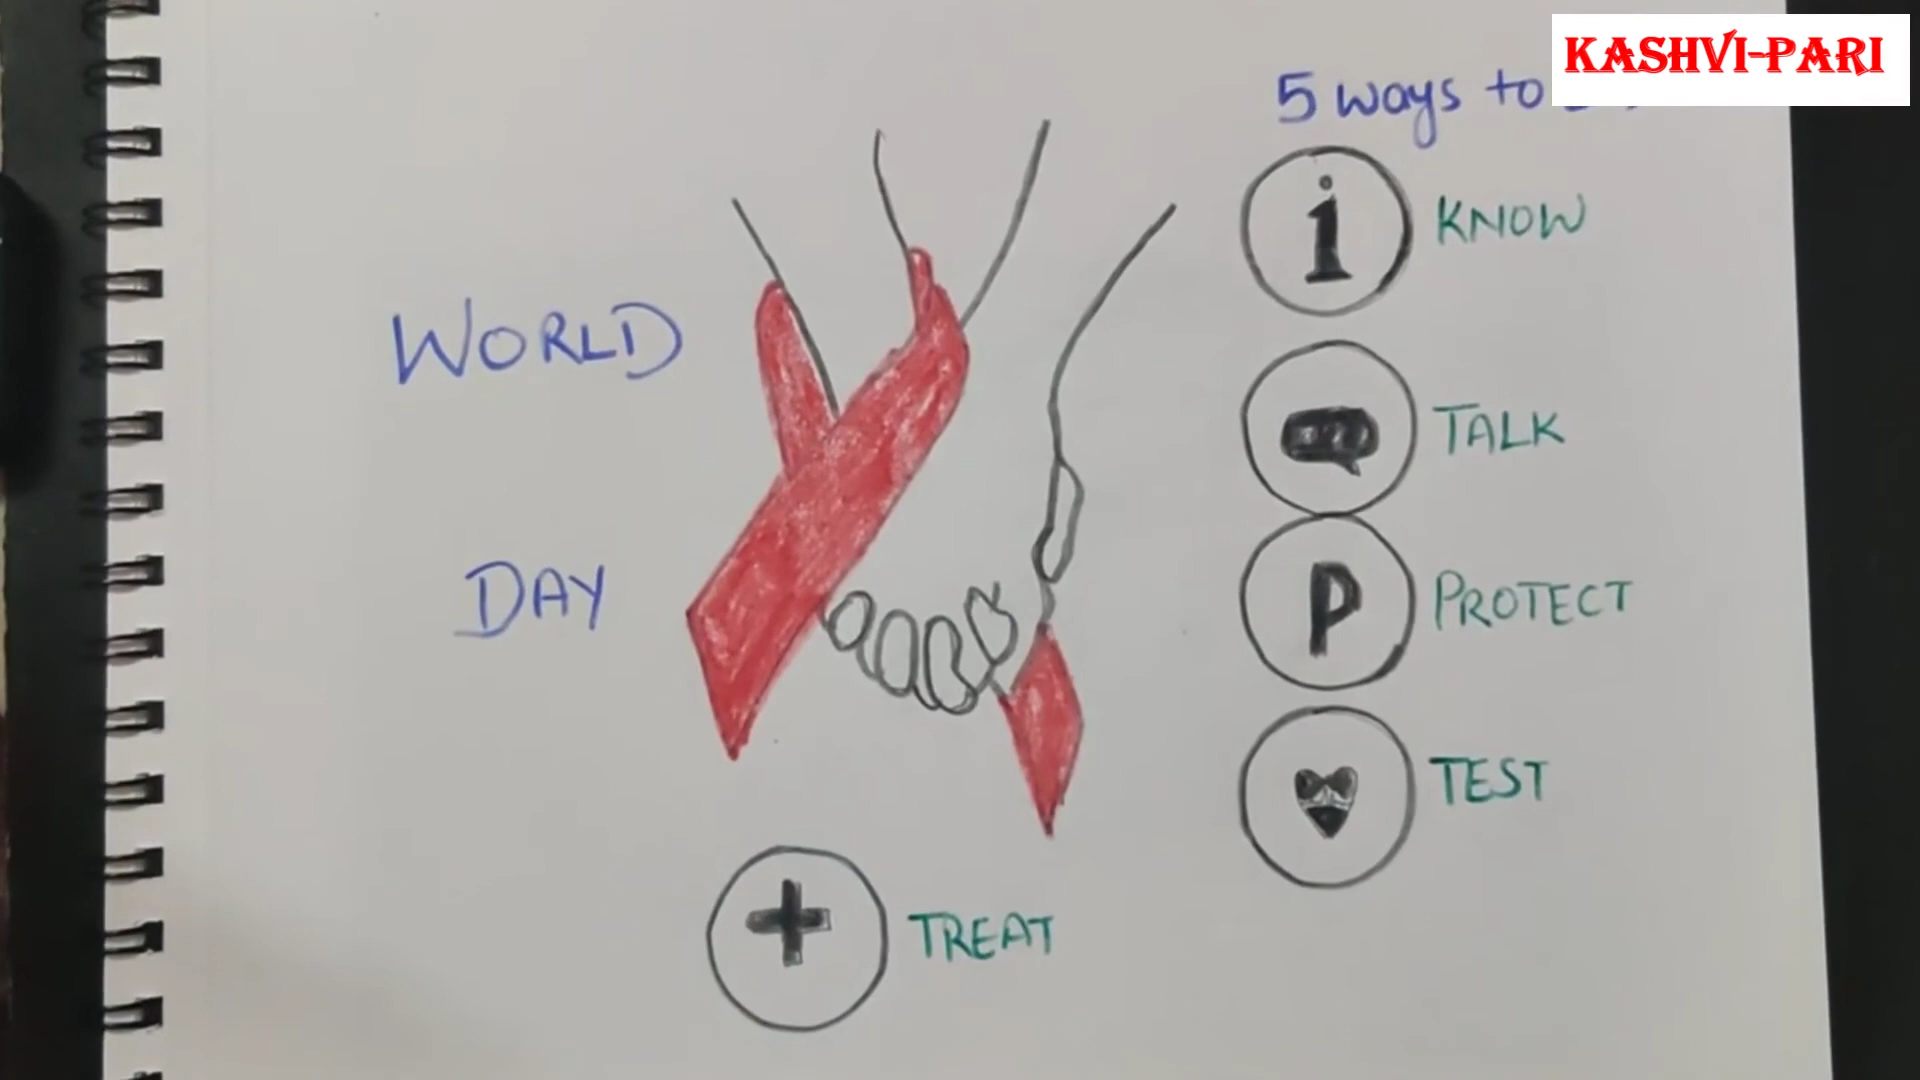 KASHVI-PARI
5 ways to
i KNOW
WORLD
TALK
DAY
P PROTECT
TEST
TREAT